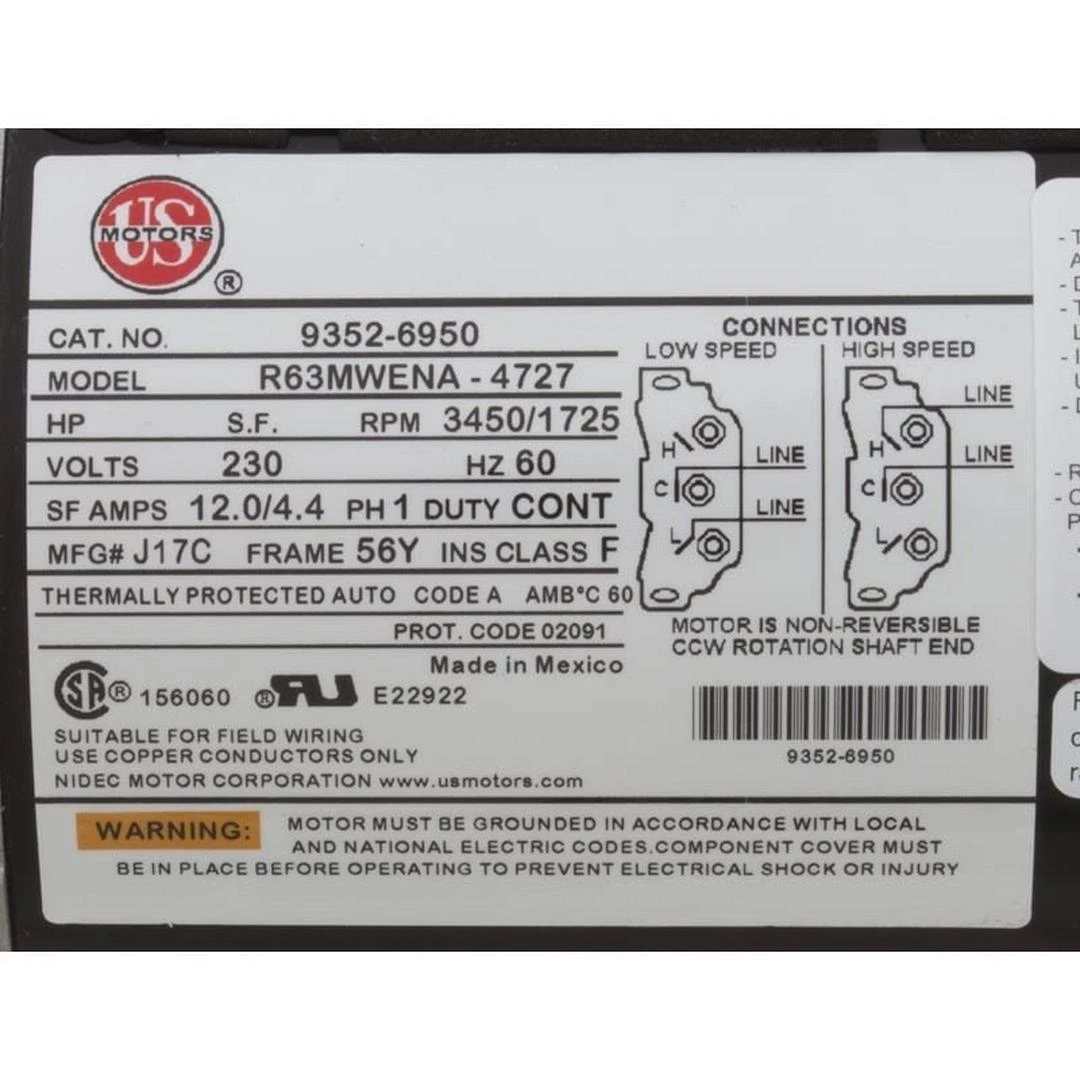 US
MOTORS
®
CAT. NO. 9352-6950
MODEL R63MWENA - 4727
HP S.F. RPM 3450/1725
VOLTS 230 HZ 60
SF AMPS 12.0/4.4 PH 1 DUTY CONT
MFG# J17C FRAME 56Y INS CLASS F
THERMALLY PROTECTED AUTO CODE A AMB°C 60
PROT. CODE 02091
Made in Mexico
SA ® 156060 ® RU E22922
SUITABLE FOR FIELD WIRING
USE COPPER CONDUCTORS ONLY
NIDEC MOTOR CORPORATION www.usmotors.com
CONNECTIONS
LOW SPEED
H
C
L
LINE
LINE
HIGH SPEED
H
C
L
LINE
LINE
MOTOR IS NON-REVERSIBLE
CCW ROTATION SHAFT END
9352-6950
WARNING: MOTOR MUST BE GROUNDED IN ACCORDANCE WITH LOCAL
AND NATIONAL ELECTRIC CODES.COMPONENT COVER MUST
BE IN PLACE BEFORE OPERATING TO PREVENT ELECTRICAL SHOCK OR INJURY